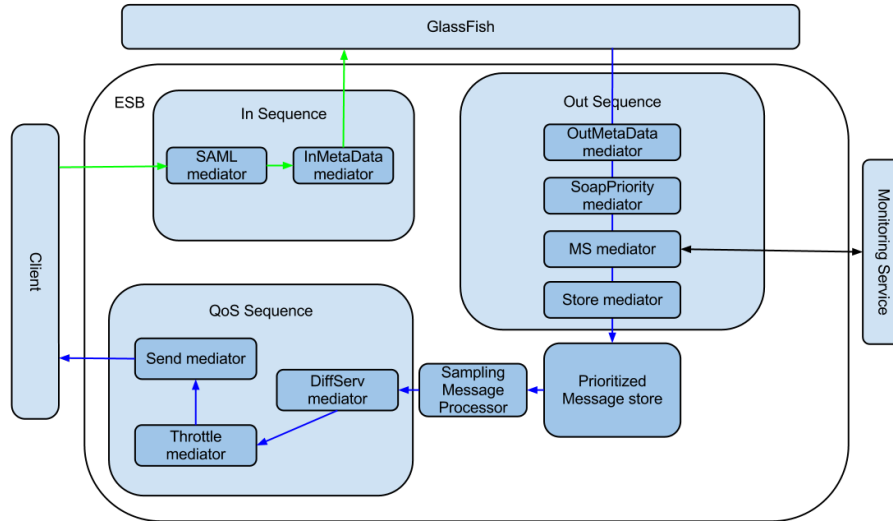 GlassFish
ESB
In Sequence
SAML
mediator
InMetaData
mediator
Out Sequence
OutMetaData
mediator
SoapPriority
mediator
MS mediator
Store mediator
Client
Monitoring Service
QoS Sequence
Send mediator
DiffServ
mediator
Throttle
mediator
Sampling
Message
Processor
Prioritized
Message store